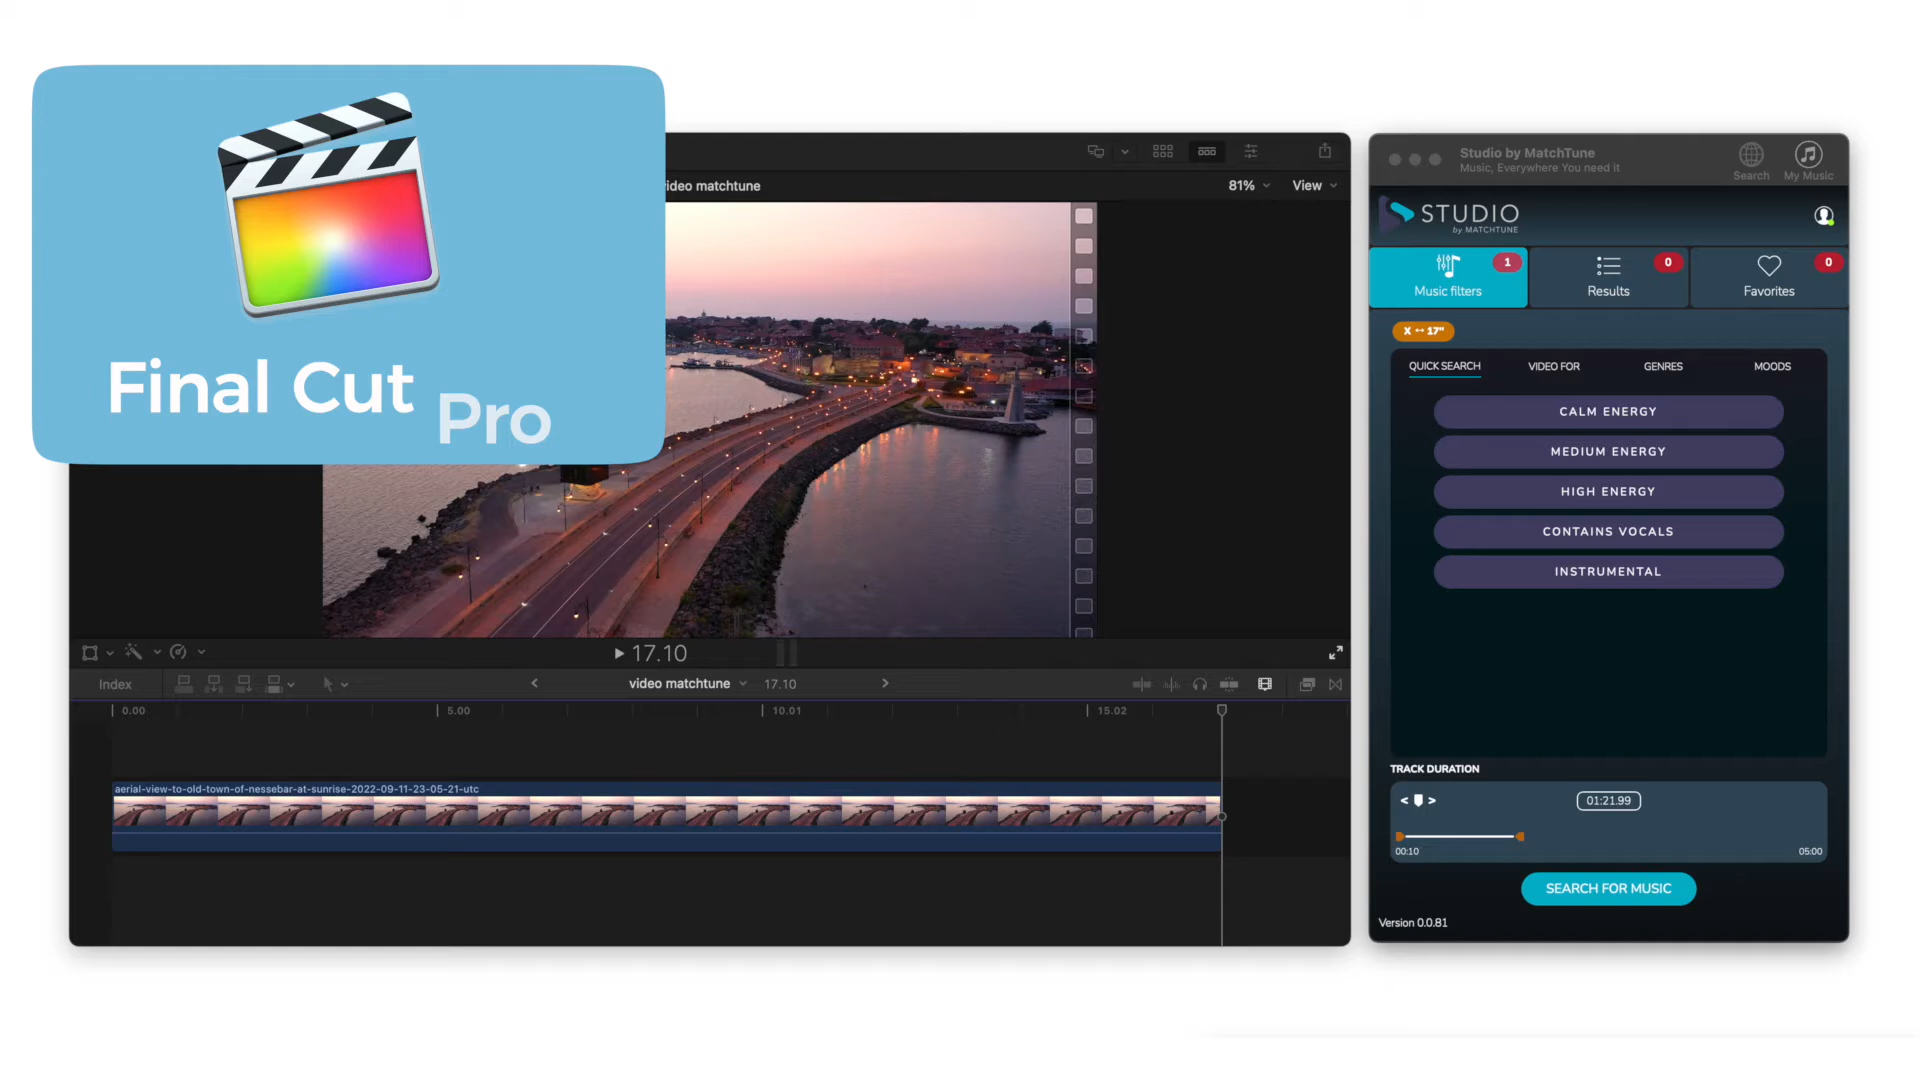 Final Cut Pro
video matchtune
81%
View
17.10
Index
video matchtune
17.10
0.00
5.00
10.01
15.02
aerial-view-to-old-town-of-nessebar-at-sunrise-2022-09-11-23-05-21-utc
Studio by MatchTune
Music, Everywhere You need it
Search
My Music
STUDIO
by MATCHTUNE
1
Music filters
0
Results
0
Favorites
X ↔ 17"
QUICK SEARCH
VIDEO FOR
GENRES
MOODS
CALM ENERGY
MEDIUM ENERGY
HIGH ENERGY
CONTAINS VOCALS
INSTRUMENTAL
TRACK DURATION
01:21.99
00:10
05:00
SEARCH FOR MUSIC
Version 0.0.81